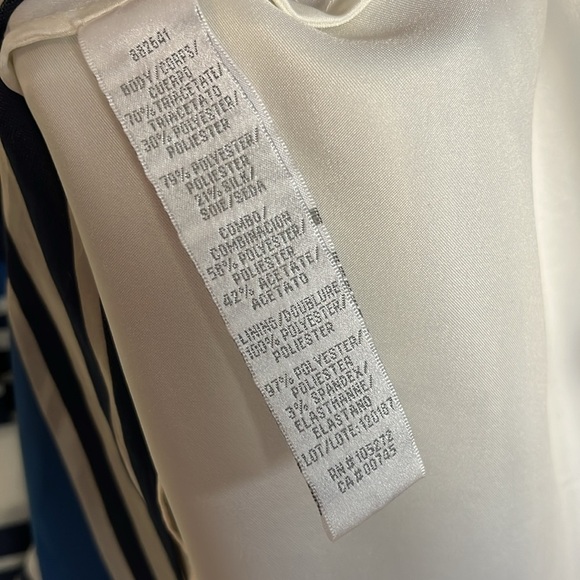 882641
BODY/CORPS/
CUERPO
70% TRIACETATE/
TRIACETATO
30% POLYESTER/
POLIESTER
79% POLYESTER/
POLIESTER
21% SILK/
SOIE/SEDA
COMBO/
COMBINACION
58% POLYESTER/
POLIESTER
42% ACETATE/
ACETATO
LINING/DOUBLURE
100% POLYESTER/
POLIESTER
97% POLYESTER/
POLIESTER
3% SPANDEX/
ELASTHANNE/
ELASTANO
LOT/LOTE:120187
RN#105272
CA#00745